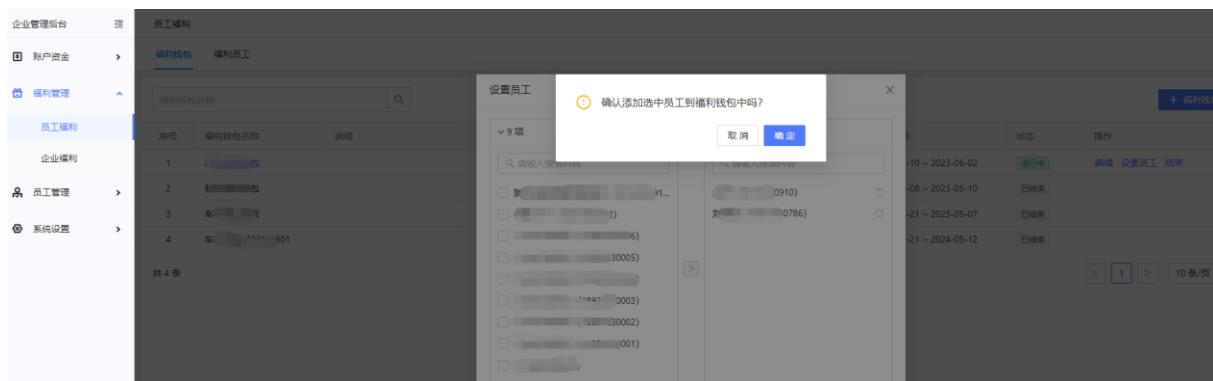 企业管理后台
账户资金
福利管理
员工福利
企业福利
员工管理
系统设置
员工福利
福利钱包 福利员工
福利钱包名称
+ 福利钱
序号 福利钱包名称 说明 状态 操作
1 包 -10 ~ 2023-06-02 进行中 编辑 设置员工 结束
2 包 -08 ~ 2023-05-10 已结束
3 车 -21 ~ 2023-05-07 已结束
4 车 501 -21 ~ 2024-05-12 已结束
共 4 条
1
10 条/页
设置员工
9 项
请输入搜索内容
请输入搜索内容
2)
6)
30005)
0003)
30002)
001)
0910)
刘 0786)
确认添加选中员工到福利钱包中吗?
取 消 确 定